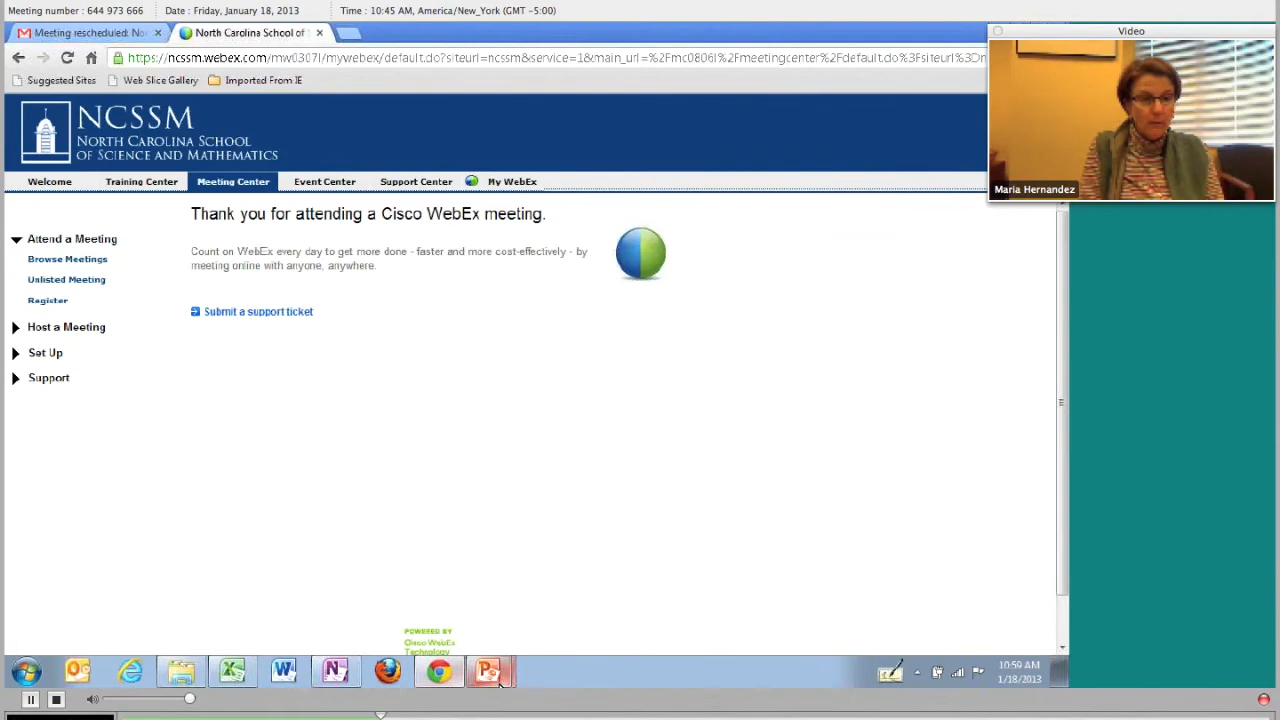 Meeting number : 644 973 666 Date : Friday, January 18, 2013 Time : 10:45 AM, America/New_York (GMT -5:00)
Meeting rescheduled: No
North Carolina School of
Video
https://ncssm.webex.com/mw0307l/mywebex/default.do?siteurl=ncssm&service=1&main_url=%2Fmc0806l%2Fmeetingcenter%2Fdefault.do%3Fsiteurl%3Dn
Suggested Sites Web Slice Gallery Imported From IE
NCSSM
NORTH CAROLINA SCHOOL
OF SCIENCE AND MATHEMATICS
Maria Hernandez
Welcome Training Center Meeting Center Event Center Support Center My WebEx
Thank you for attending a Cisco WebEx meeting.
Attend a Meeting
Count on WebEx every day to get more done - faster and more cost-effectively - by
meeting online with anyone, anywhere.
Browse Meetings
Unlisted Meeting
Register
Submit a support ticket
Host a Meeting
Set Up
Support
POWERED BY
Cisco WebEx
Technology
10:59 AM
1/18/2013